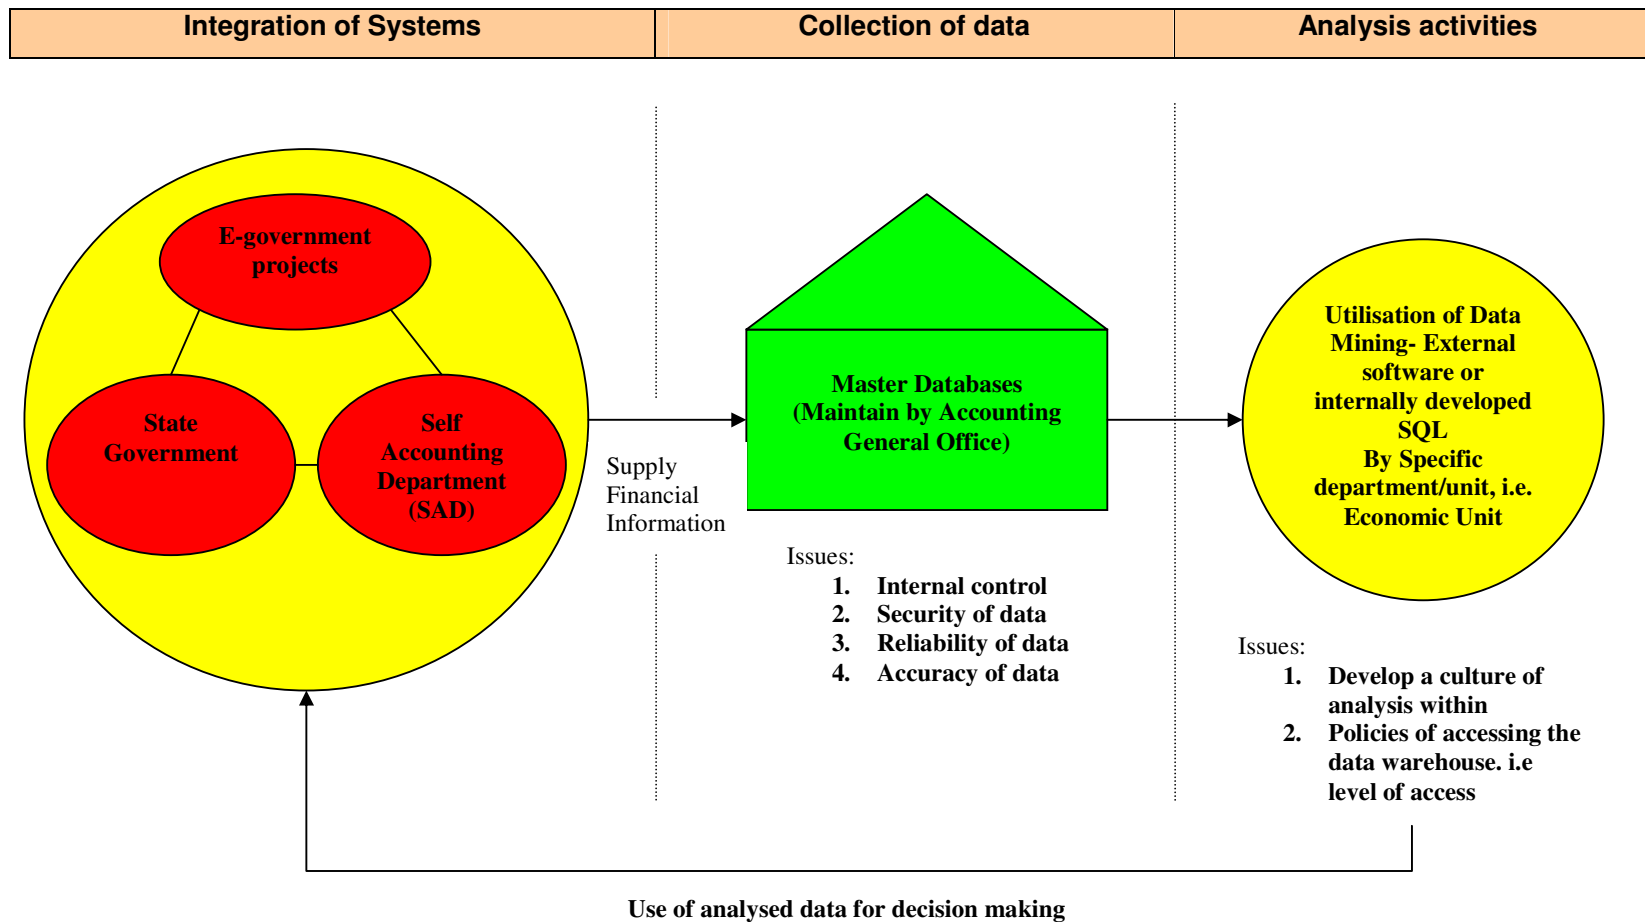 Integration of Systems
Collection of data
Analysis activities
E-government
projects
State
Government
Self
Accounting
Department
(SAD)
Supply
Financial
Information
Master Databases
(Maintain by Accounting
General Office)
Issues:
1. Internal control
2. Security of data
3. Reliability of data
4. Accuracy of data
Utilisation of Data
Mining- External
software or
internally developed
SQL
By Specific
department/unit, i.e.
Economic Unit
Issues:
1. Develop a culture of
analysis within
2. Policies of accessing the
data warehouse. i.e
level of access
Use of analysed data for decision making